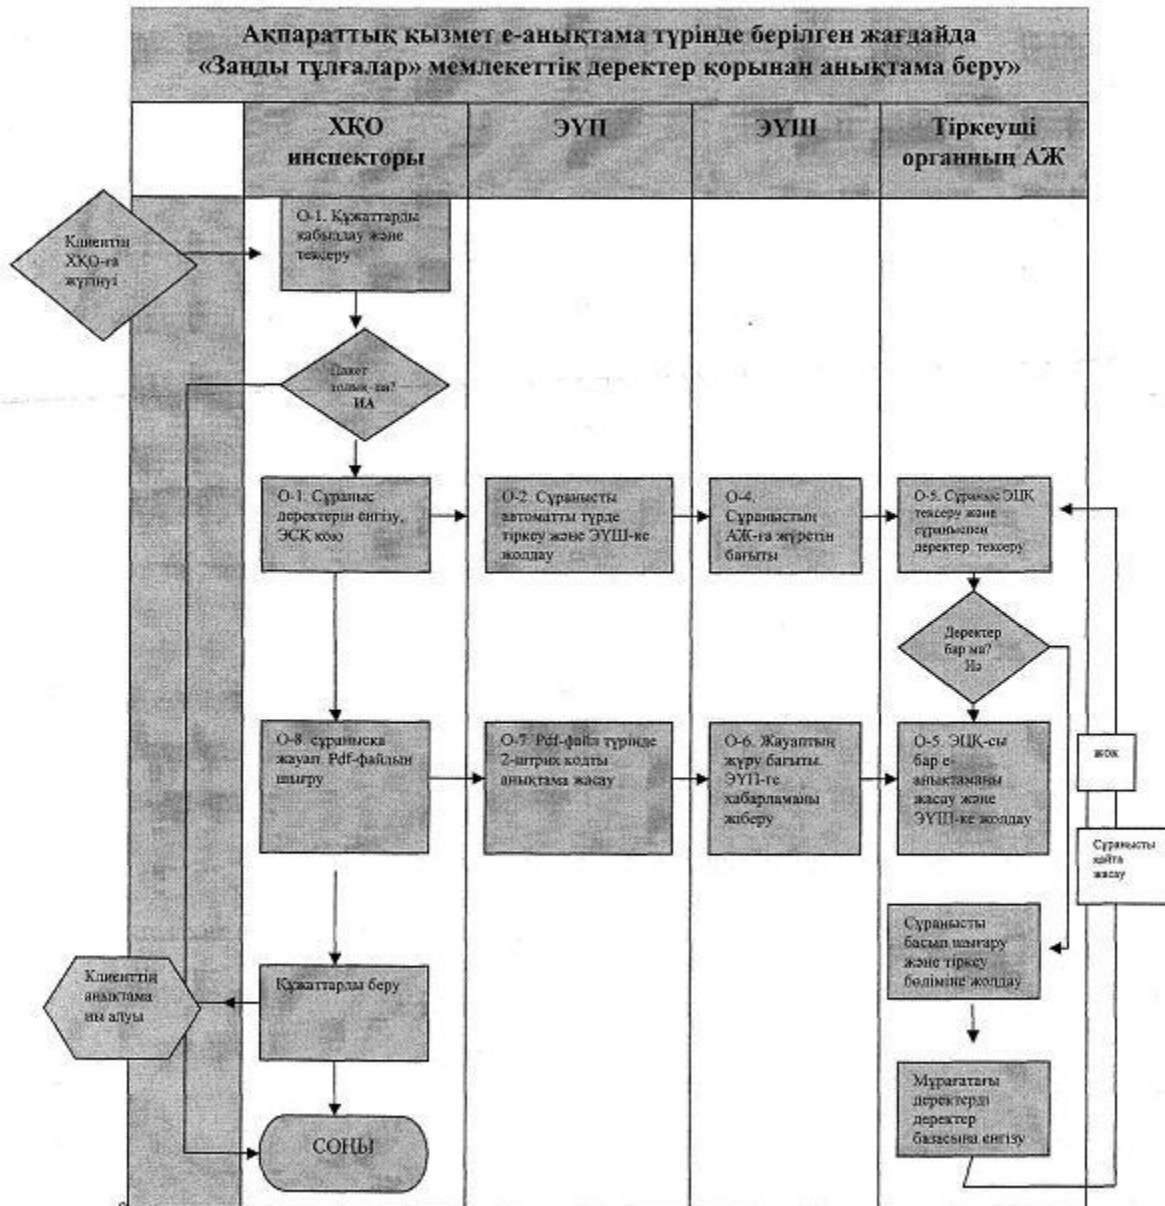 Ақпараттық қызмет е-анықтама түрінде берілген жағдайда
«Заңды тұлғалар» мемлекеттік деректер қорынан анықтама беру»
ХҚО
инспекторы
ЭҮП
ЭҮШ
Тіркеуші
органның АЖ
Клиенттің
ХҚО-ға
жүгінуі
О-1. Құжаттарды
қабылдау және
тексеру
Пакет
толық па?
ИА
О-1. Сұраныс
деректерін енгізу,
ЭСҚ қою
О-2. Сұранысты
автоматты түрде
тіркеу және ЭҮШ-ке
жолдау
О-4.
Сұраныстың
АЖ-ға жүретін
бағыты
О-5. Сұраныс ЭЦҚ
тексеру және
сұраныспен
деректер тексеру
Деректер
бар ма?
Иә
О-8. сұранысқа
жауап. Pdf-файлын
шығру
О-7. Pdf-файл түрінде
2-штрих кодты
анықтама жасау
О-6. Жауаптың
жүру бағыты.
ЭҮП-ге
хабарламаны
жіберу
О-5. ЭЦҚ-сы
бар е-
анықтаманы
жасау және
ЭҮШ-ке жолдау
жоқ
Сұранысты
қайта
жасау
Сұранысты
басып шығару
және тіркеу
бөліміне жолдау
Клиенттің
анықтама
ны алуы
Құжаттарды беру
Мұрағатағы
деректерді
деректер
базасына енгізу
СОҢЫ